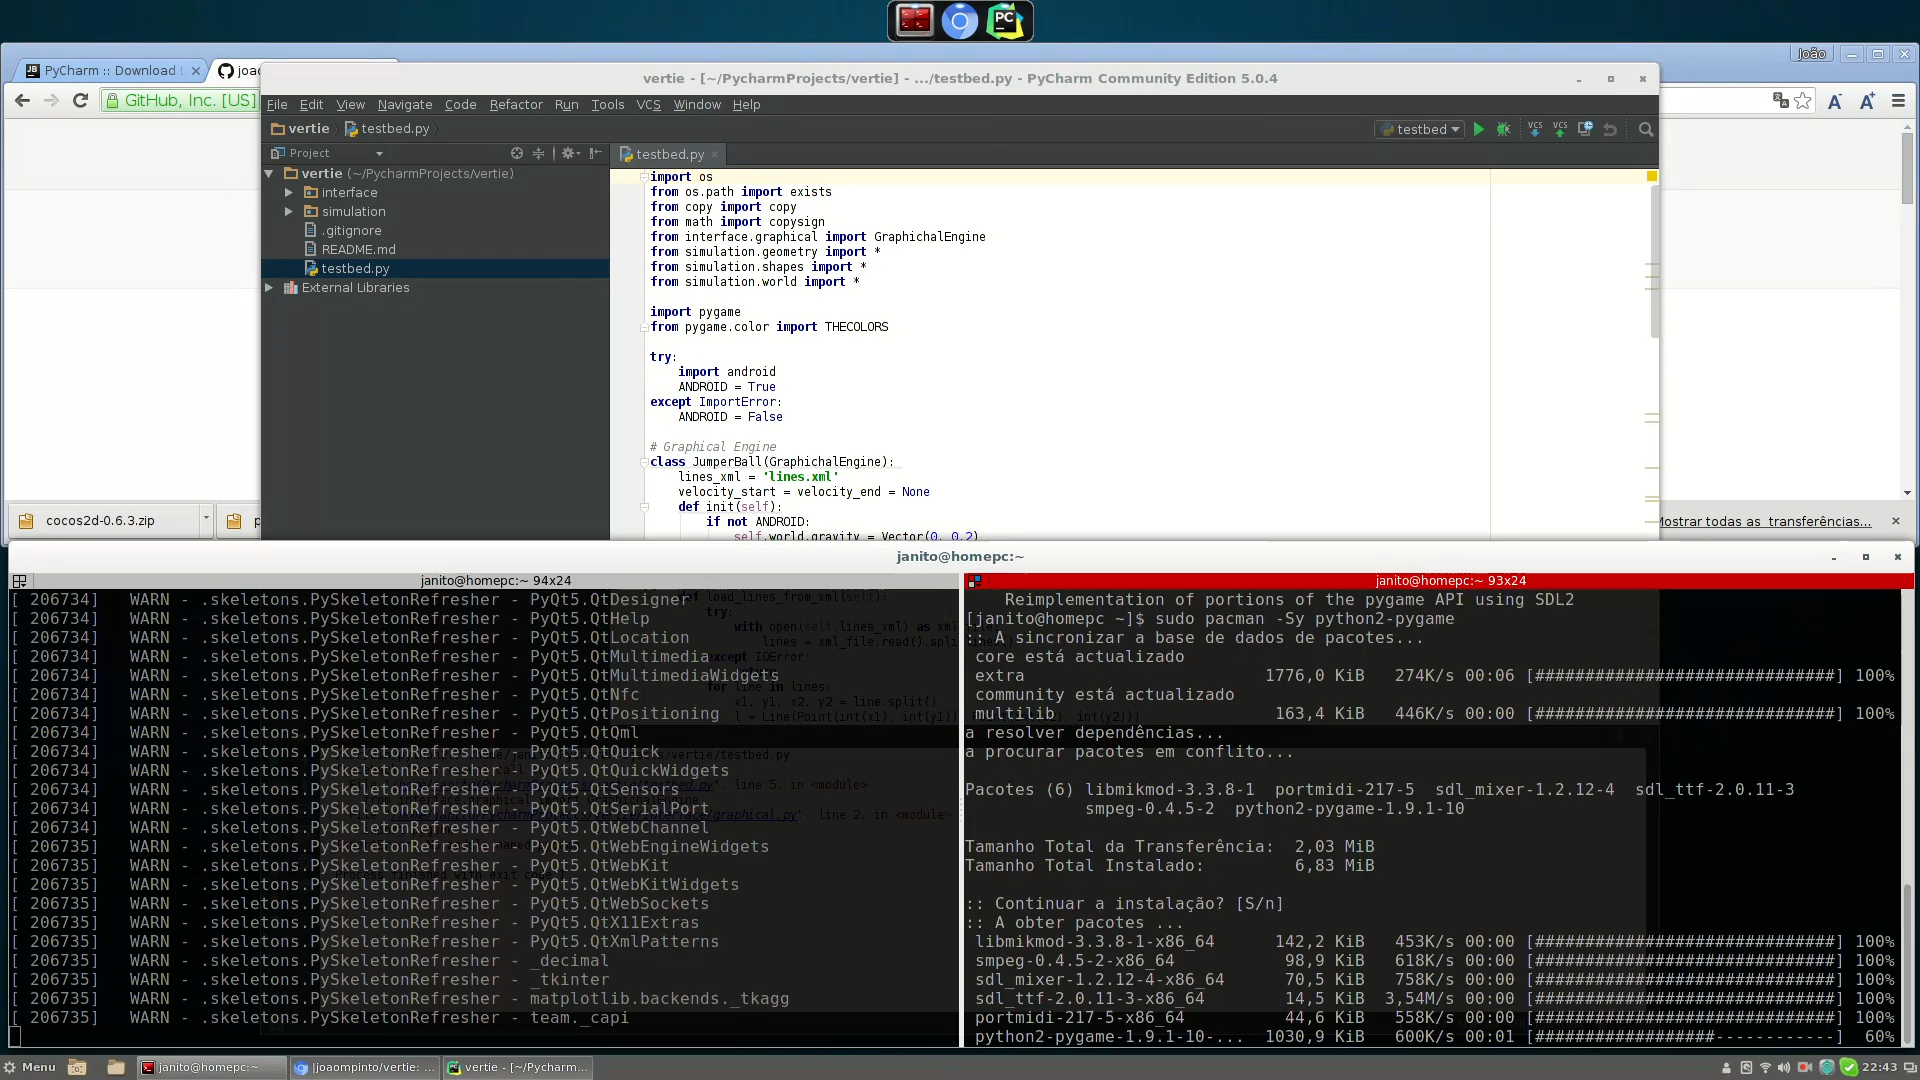 João
PyCharm :: Download
joao
GitHub, Inc. [US]
vertie - [~/PycharmProjects/vertie] - .../testbed.py - PyCharm Community Edition 5.0.4
File Edit View Navigate Code Refactor Run Tools VCS Window Help
vertie testbed.py
testbed
VCS VCS
Project
testbed.py
vertie (~/PycharmProjects/vertie)
interface
simulation
.gitignore
README.md
testbed.py
External Libraries
import os
from os.path import exists
from copy import copy
from math import copysign
from interface.graphical import GraphichalEngine
from simulation.geometry import *
from simulation.shapes import *
from simulation.world import *
import pygame
from pygame.color import THECOLORS
try:
import android
ANDROID = True
except ImportError:
ANDROID = False
# Graphical Engine
class JumperBall(GraphichalEngine):
lines_xml = 'lines.xml'
velocity_start = velocity_end = None
def init(self):
if not ANDROID:
self.world.gravity = Vector(0, 0.2)
cocos2d-0.6.3.zip
Mostrar todas as transferências...
janito@homepc:~
janito@homepc:~ 94x24
[ 206734]   WARN - .skeletons.PySkeletonRefresher - PyQt5.QtDesigner
[ 206734]   WARN - .skeletons.PySkeletonRefresher - PyQt5.QtHelp
[ 206734]   WARN - .skeletons.PySkeletonRefresher - PyQt5.QtLocation
[ 206734]   WARN - .skeletons.PySkeletonRefresher - PyQt5.QtMultimedia
[ 206734]   WARN - .skeletons.PySkeletonRefresher - PyQt5.QtMultimediaWidgets
[ 206734]   WARN - .skeletons.PySkeletonRefresher - PyQt5.QtNfc
[ 206734]   WARN - .skeletons.PySkeletonRefresher - PyQt5.QtPositioning
[ 206734]   WARN - .skeletons.PySkeletonRefresher - PyQt5.QtQml
[ 206734]   WARN - .skeletons.PySkeletonRefresher - PyQt5.QtQuick
[ 206734]   WARN - .skeletons.PySkeletonRefresher - PyQt5.QtQuickWidgets
[ 206734]   WARN - .skeletons.PySkeletonRefresher - PyQt5.QtSensors
[ 206734]   WARN - .skeletons.PySkeletonRefresher - PyQt5.QtSerialPort
[ 206734]   WARN - .skeletons.PySkeletonRefresher - PyQt5.QtWebChannel
[ 206735]   WARN - .skeletons.PySkeletonRefresher - PyQt5.QtWebEngineWidgets
[ 206735]   WARN - .skeletons.PySkeletonRefresher - PyQt5.QtWebKit
[ 206735]   WARN - .skeletons.PySkeletonRefresher - PyQt5.QtWebKitWidgets
[ 206735]   WARN - .skeletons.PySkeletonRefresher - PyQt5.QtWebSockets
[ 206735]   WARN - .skeletons.PySkeletonRefresher - PyQt5.QtX11Extras
[ 206735]   WARN - .skeletons.PySkeletonRefresher - PyQt5.QtXmlPatterns
[ 206735]   WARN - .skeletons.PySkeletonRefresher - _decimal
[ 206735]   WARN - .skeletons.PySkeletonRefresher - _tkinter
[ 206735]   WARN - .skeletons.PySkeletonRefresher - matplotlib.backends._tkagg
[ 206735]   WARN - .skeletons.PySkeletonRefresher - team._capi
janito@homepc:~ 93x24
Reimplementation of portions of the pygame API using SDL2
[janito@homepc ~]$ sudo pacman -Sy python2-pygame
:: A sincronizar a base de dados de pacotes...
core está actualizado
extra 1776,0 KiB 274K/s 00:06 [##############################] 100%
community está actualizado
multilib 163,4 KiB 446K/s 00:00 [##############################] 100%
a resolver dependências...
a procurar pacotes em conflito...
Pacotes (6) libmikmod-3.3.8-1 portmidi-217-5 sdl_mixer-1.2.12-4 sdl_ttf-2.0.11-3
smpeg-0.4.5-2 python2-pygame-1.9.1-10
Tamanho Total da Transferência: 2,03 MiB
Tamanho Total Instalado: 6,83 MiB
:: Continuar a instalação? [S/n]
:: A obter pacotes ...
libmikmod-3.3.8-1-x86_64 142,2 KiB 453K/s 00:00 [##############################] 100%
smpeg-0.4.5-2-x86_64 98,9 KiB 618K/s 00:00 [##############################] 100%
sdl_mixer-1.2.12-4-x86_64 70,5 KiB 758K/s 00:00 [##############################] 100%
sdl_ttf-2.0.11-3-x86_64 14,5 KiB 3,54M/s 00:00 [##############################] 100%
portmidi-217-5-x86_64 44,6 KiB 558K/s 00:00 [##############################] 100%
python2-pygame-1.9.1-10-... 1030,9 KiB 600K/s 00:01 [##################------------] 60%
Menu
janito@homepc:~
joaompinto/vertie: ...
vertie - [~/Pycharm...
22:43